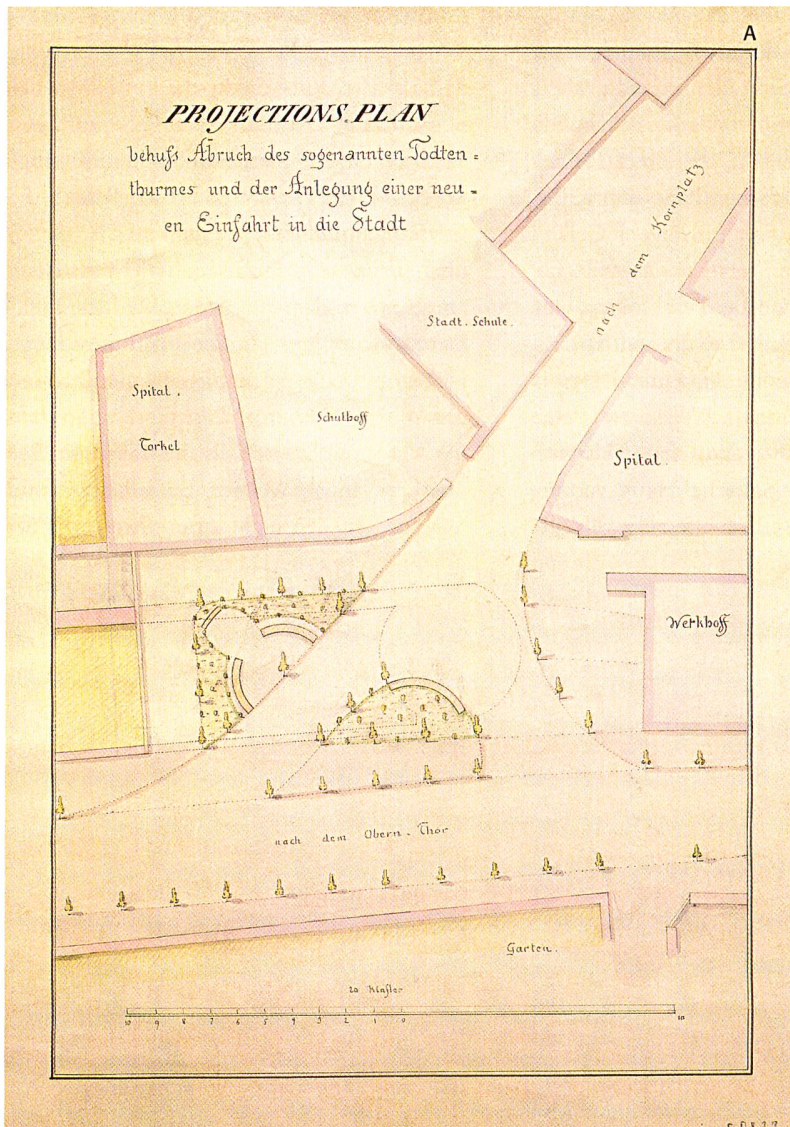 A
PROJECTIONS. PLAN
behufs Abruch des sogenannten Todten=
thurmes und der Anlegung einer neu=
en Einfahrt in die Stadt
nach dem Kornplatz
Stadt. Schule.
Spital.
Torkel
Schulhoff
Spital.
Werkhoff
nach dem Obern. Thor
Garten.
20 Klafter
10 9 8 7 6 5 4 3 2 1 0 10